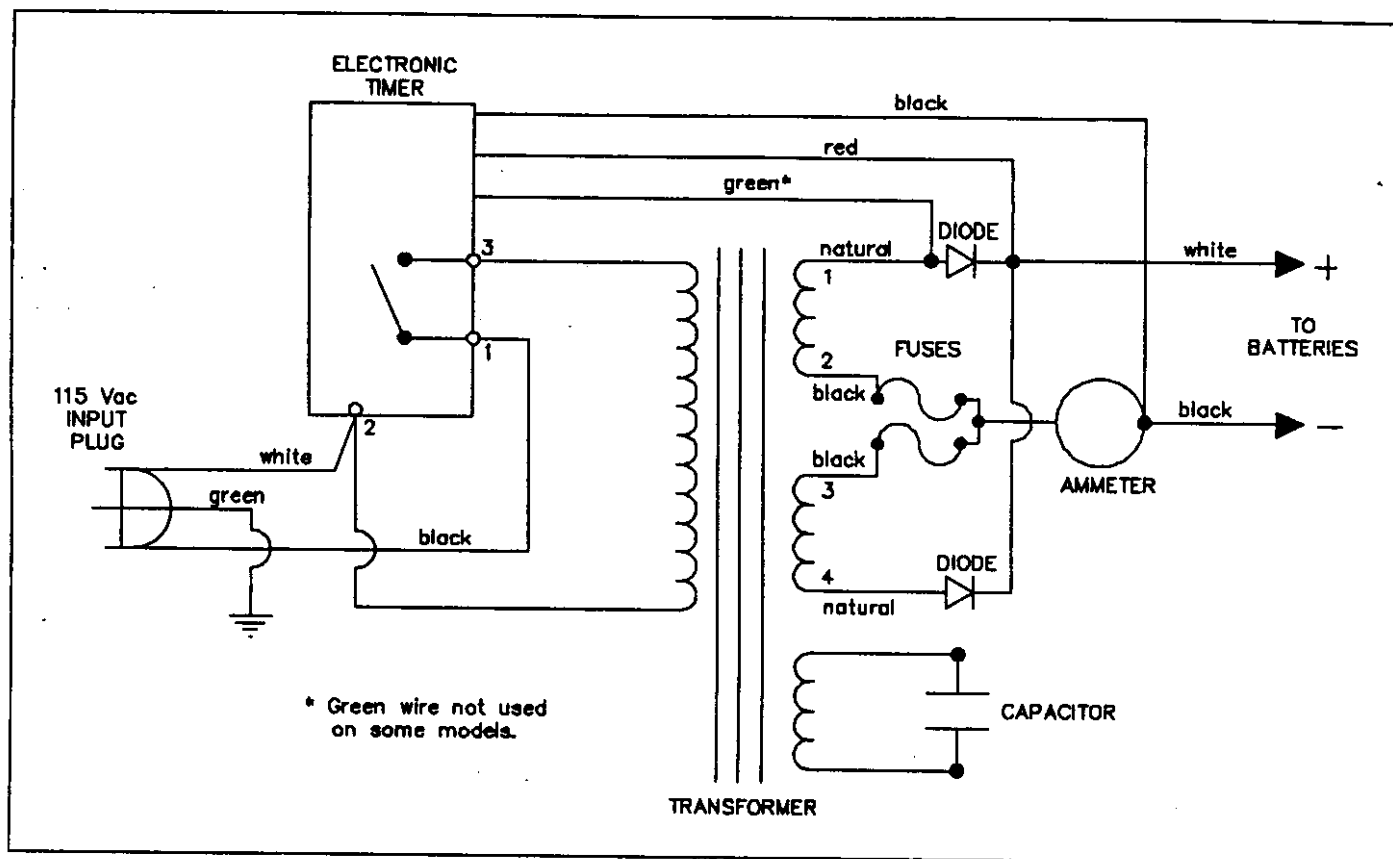 ELECTRONIC
TIMER
black
red
green*
3
1
2
natural
1
DIODE
white
+
TO
BATTERIES
2
black
FUSES
115 Vac
INPUT
PLUG
white
green
black
black
3
black
−
AMMETER
4
natural
DIODE
* Green wire not used
on some models.
CAPACITOR
TRANSFORMER